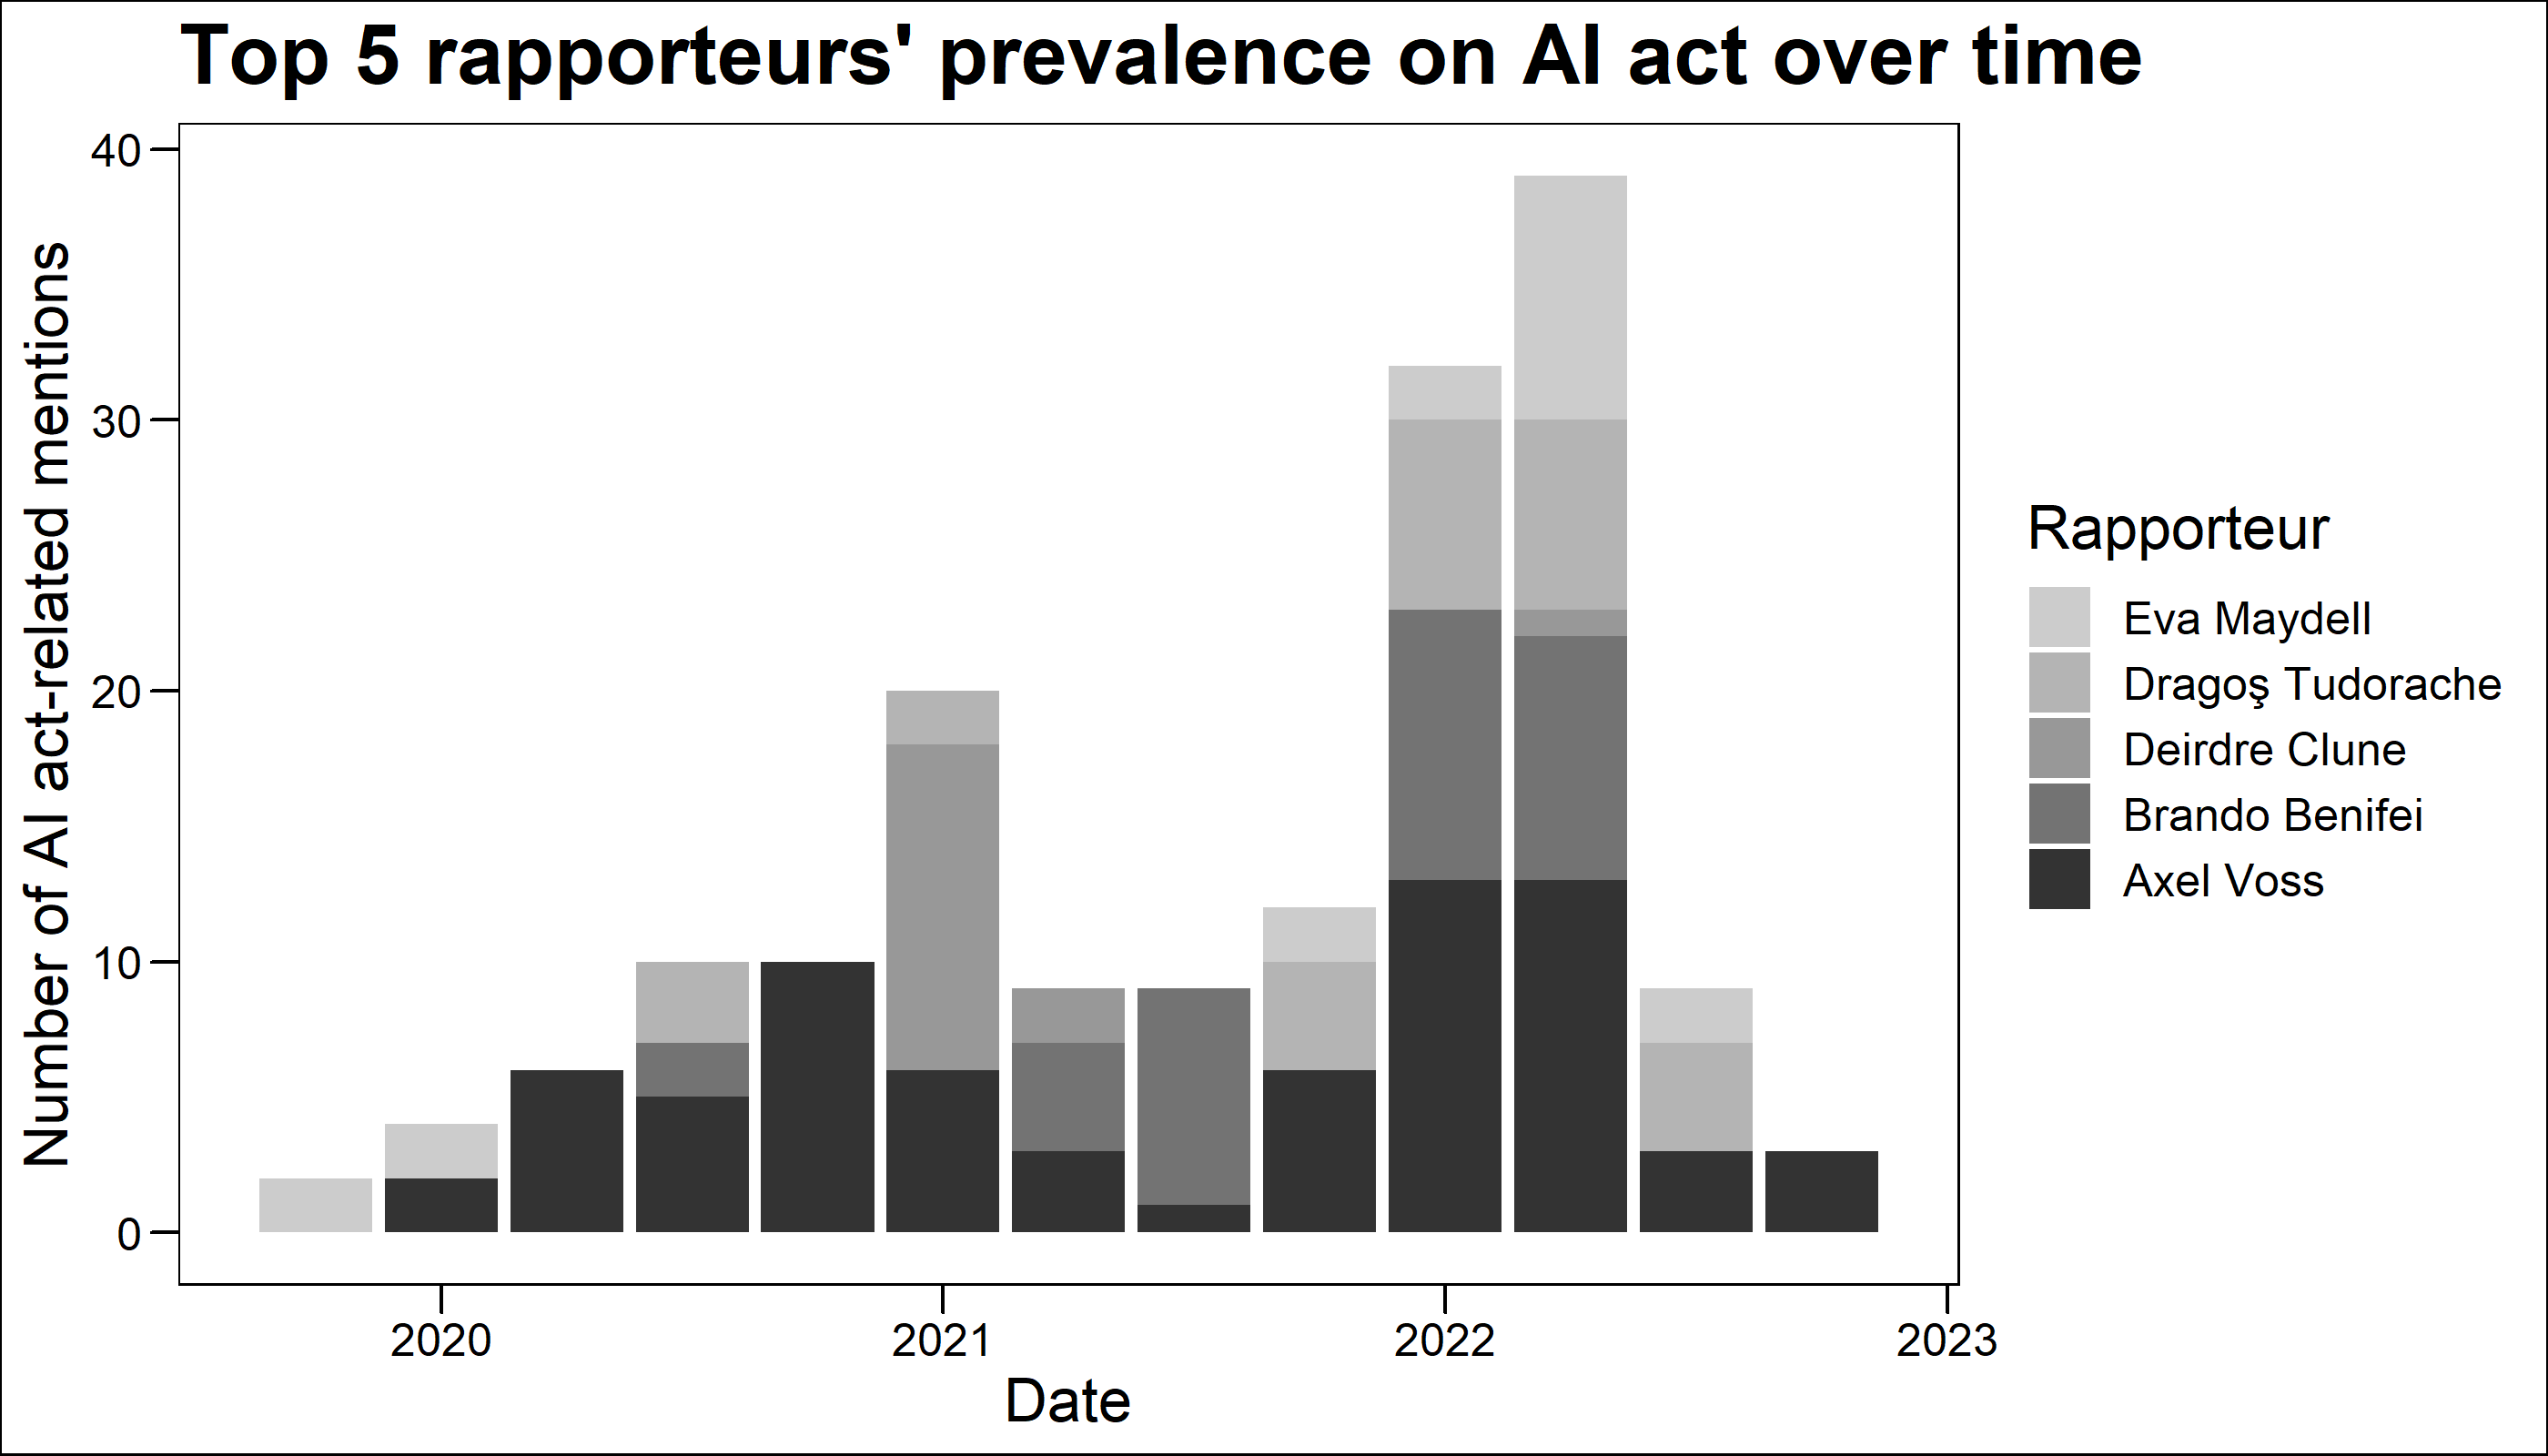 Top 5 rapporteurs' prevalence on AI act over time
Number of AI act-related mentions
40
30
20
10
0
2020
2021
2022
2023
Date
Rapporteur
Eva Maydell
Dragoş Tudorache
Deirdre Clune
Brando Benifei
Axel Voss